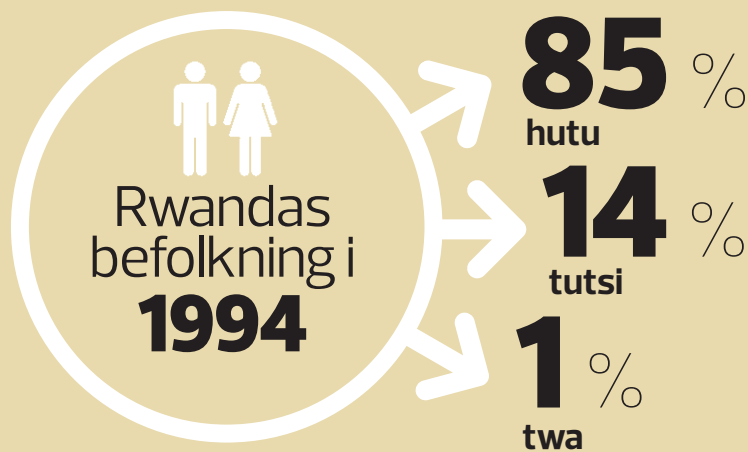 Rwandas
befolkning i
1994
85 %
hutu
14 %
tutsi
1 %
twa